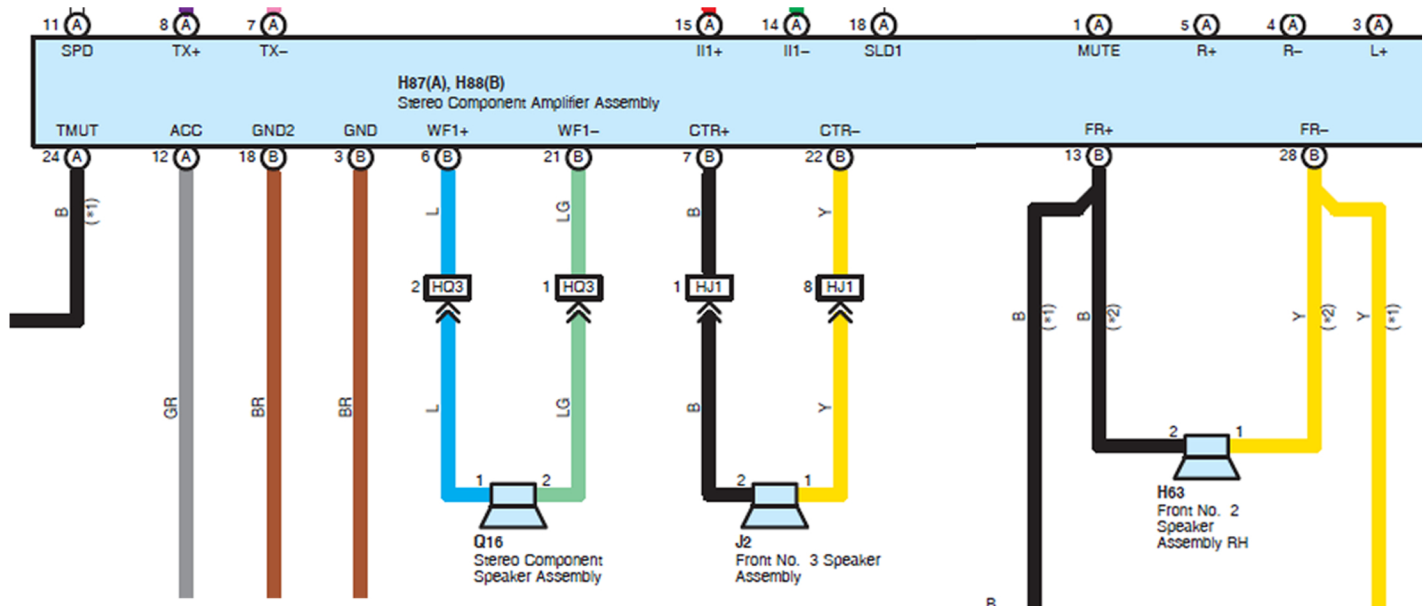 11 A 8 A 7 A 15 A 14 A 18 A 1 A 5 A 4 A 3 A
SPD TX+ TX− II1+ II1− SLD1 MUTE R+ R− L+
H87(A), H88(B)
Stereo Component Amplifier Assembly
TMUT ACC GND2 GND WF1+ WF1− CTR+ CTR− FR+ FR−
24 A 12 A 18 B 3 B 6 B 21 B 7 B 22 B 13 B 28 B
B (*1) L LG B Y
2 HQ3 1 HQ3 1 HJ1 8 HJ1
B (*1) B (*2) Y (*2) Y (*1)
GR BR BR L LG B Y
2 1
1 2 2 1
H63
Front No. 2
Speaker
Assembly RH
Q16
Stereo Component
Speaker Assembly
J2
Front No. 3 Speaker
Assembly
B